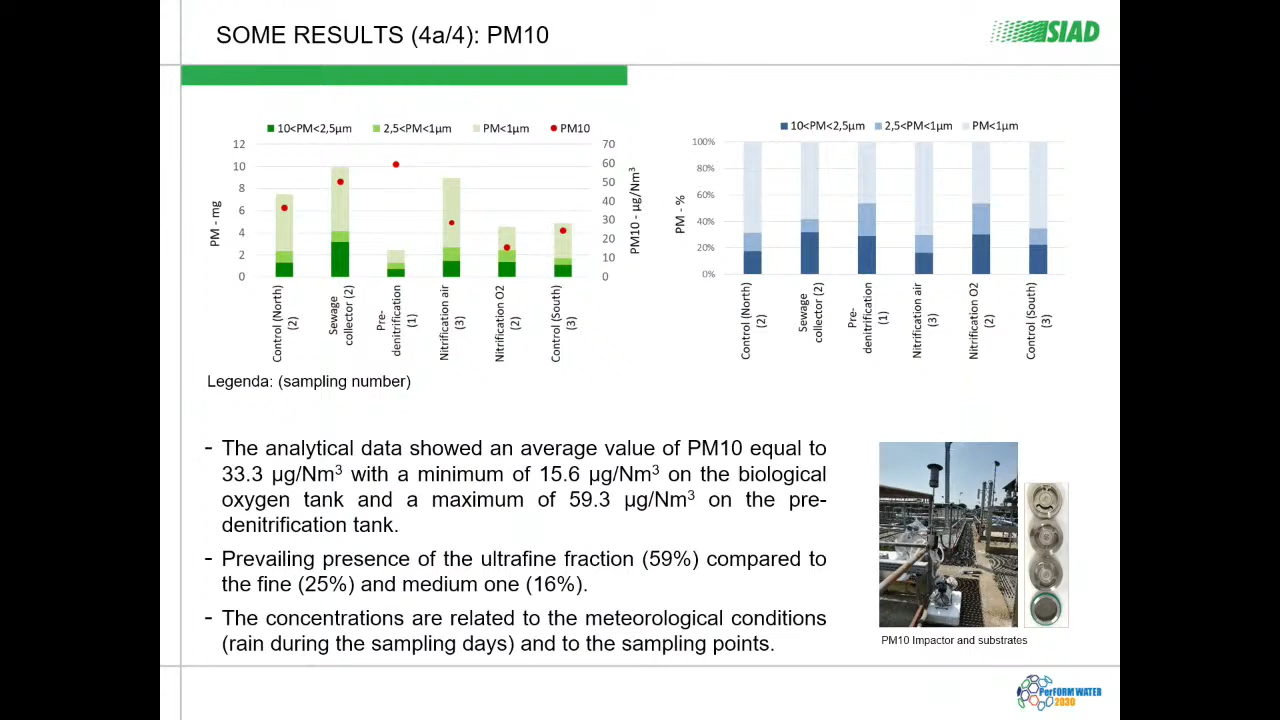 SOME RESULTS (4a/4): PM10
SIAD
10<PM<2,5µm 2,5<PM<1µm PM<1µm PM10
12
10
8
6
4
2
0
PM - mg
70
60
50
40
30
20
10
0
PM10 - µg/Nm³
Control (North)
(2)
Sewage
collector (2)
Pre-
denitrification
(1)
Nitrification air
(3)
Nitrification O2
(2)
Control (South)
(3)
10<PM<2,5µm 2,5<PM<1µm PM<1µm
100%
80%
60%
40%
20%
0%
PM - %
Control (North)
(2)
Sewage
collector (2)
Pre-
denitrification
(1)
Nitrification air
(3)
Nitrification O2
(2)
Control (South)
(3)
Legenda: (sampling number)
- The analytical data showed an average value of PM10 equal to
33.3 µg/Nm³ with a minimum of 15.6 µg/Nm³ on the biological
oxygen tank and a maximum of 59.3 µg/Nm³ on the pre-
denitrification tank.
- Prevailing presence of the ultrafine fraction (59%) compared to
the fine (25%) and medium one (16%).
- The concentrations are related to the meteorological conditions
(rain during the sampling days) and to the sampling points.
PM10 Impactor and substrates
PerFORM WATER
2030